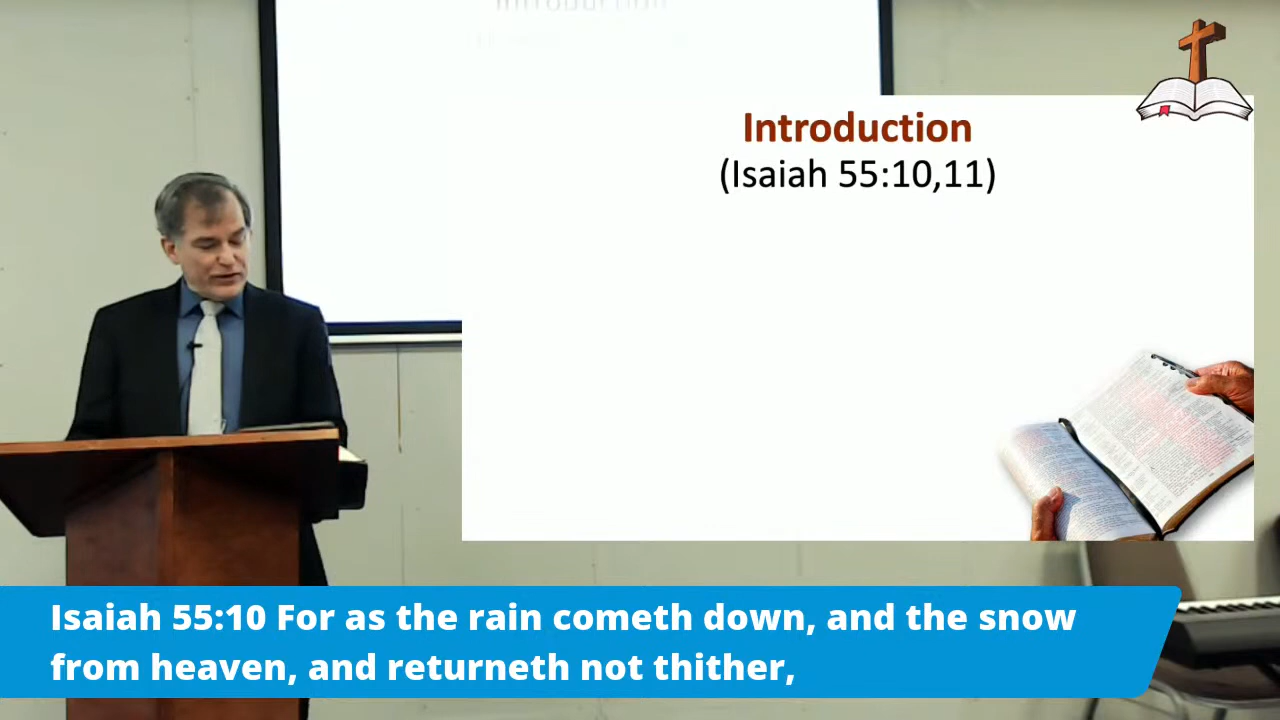 Introduction
(Isaiah 55:10,11)
Isaiah 55:10 For as the rain cometh down, and the snow
from heaven, and returneth not thither,